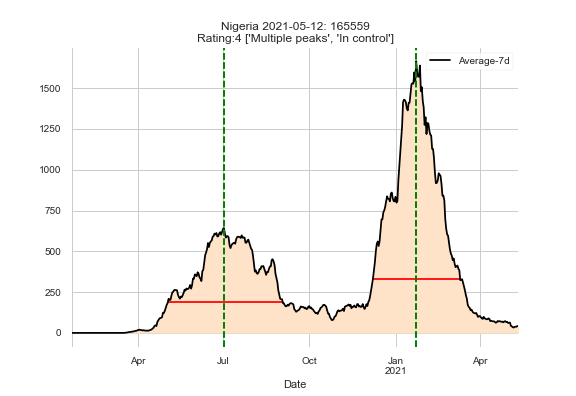 Nigeria 2021-05-12: 165559
Rating:4 ['Multiple peaks', 'In control']
Average-7d
1500
1250
1000
750
500
250
0
Apr
Jul
Oct
Jan
2021
Apr
Date